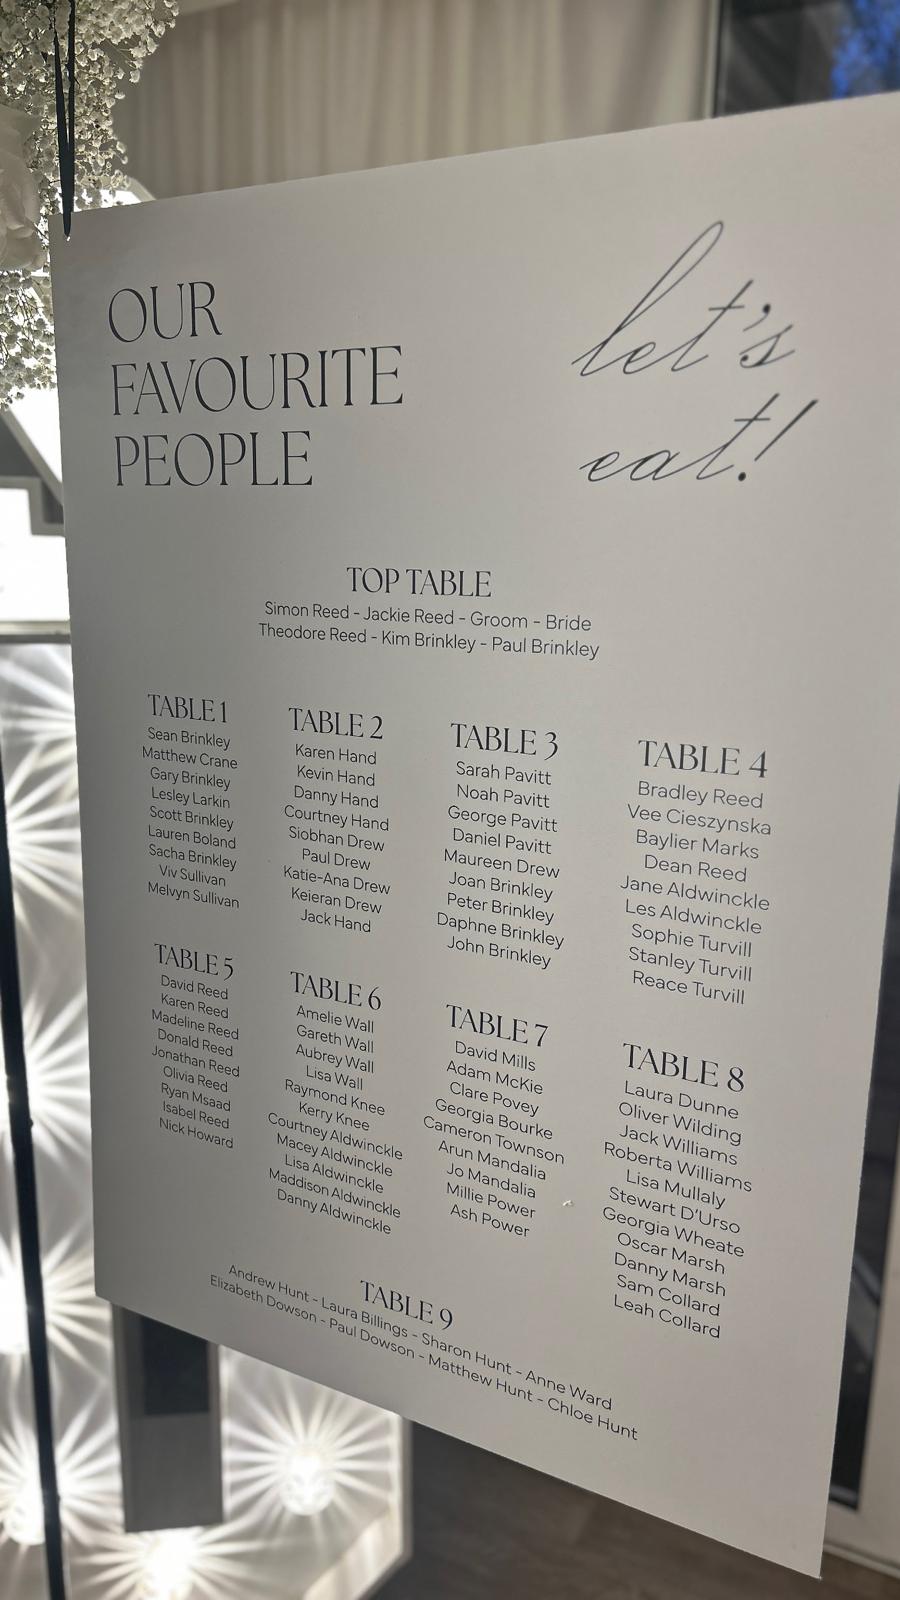 OUR
FAVOURITE
PEOPLE
let's
eat!
TOP TABLE
Simon Reed - Jackie Reed - Groom - Bride
Theodore Reed - Kim Brinkley - Paul Brinkley
TABLE 1
Sean Brinkley
Matthew Crane
Gary Brinkley
Lesley Larkin
Scott Brinkley
Lauren Boland
Sacha Brinkley
Viv Sullivan
Melvyn Sullivan
TABLE 2
Karen Hand
Kevin Hand
Danny Hand
Courtney Hand
Siobhan Drew
Paul Drew
Katie-Ana Drew
Keieran Drew
Jack Hand
TABLE 3
Sarah Pavitt
Noah Pavitt
George Pavitt
Daniel Pavitt
Maureen Drew
Joan Brinkley
Peter Brinkley
Daphne Brinkley
John Brinkley
TABLE 4
Bradley Reed
Vee Cieszynska
Baylier Marks
Dean Reed
Jane Aldwinckle
Les Aldwinckle
Sophie Turvill
Stanley Turvill
Reace Turvill
TABLE 5
David Reed
Karen Reed
Madeline Reed
Donald Reed
Jonathan Reed
Olivia Reed
Ryan Msaad
Isabel Reed
Nick Howard
TABLE 6
Amelie Wall
Gareth Wall
Aubrey Wall
Lisa Wall
Raymond Knee
Kerry Knee
Courtney Aldwinckle
Macey Aldwinckle
Lisa Aldwinckle
Maddison Aldwinckle
Danny Aldwinckle
TABLE 7
David Mills
Adam McKie
Clare Povey
Georgia Bourke
Cameron Townson
Arun Mandalia
Jo Mandalia
Millie Power
Ash Power
TABLE 8
Laura Dunne
Oliver Wilding
Jack Williams
Roberta Williams
Lisa Mullaly
Stewart D'Urso
Georgia Wheate
Oscar Marsh
Danny Marsh
Sam Collard
Leah Collard
TABLE 9
Andrew Hunt - Laura Billings - Sharon Hunt - Anne Ward
Elizabeth Dowson - Paul Dowson - Matthew Hunt - Chloe Hunt